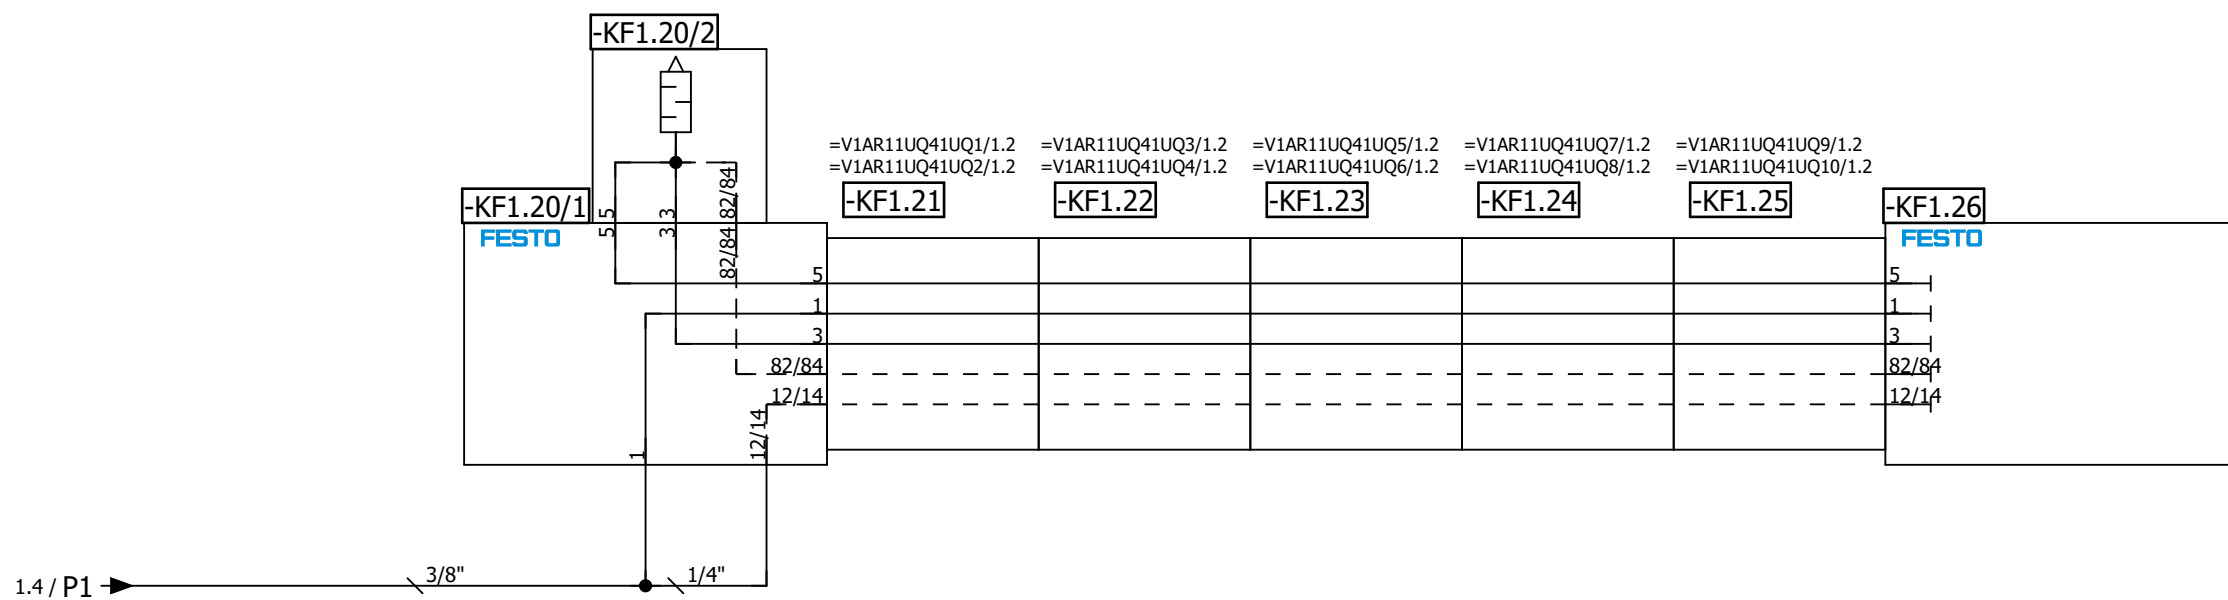 -KF1.20/2
=V1AR11UQ41UQ1/1.2
=V1AR11UQ41UQ2/1.2
=V1AR11UQ41UQ3/1.2
=V1AR11UQ41UQ4/1.2
=V1AR11UQ41UQ5/1.2
=V1AR11UQ41UQ6/1.2
=V1AR11UQ41UQ7/1.2
=V1AR11UQ41UQ8/1.2
=V1AR11UQ41UQ9/1.2
=V1AR11UQ41UQ10/1.2
-KF1.20/1
-KF1.21
-KF1.22
-KF1.23
-KF1.24
-KF1.25
-KF1.26
FESTO
FESTO
5
3
82/84
5
3
82/84
5
1
3
82/84
12/14
5
1
3
82/84
12/14
1
12/14
1.4 / P1
3/8"
1/4"